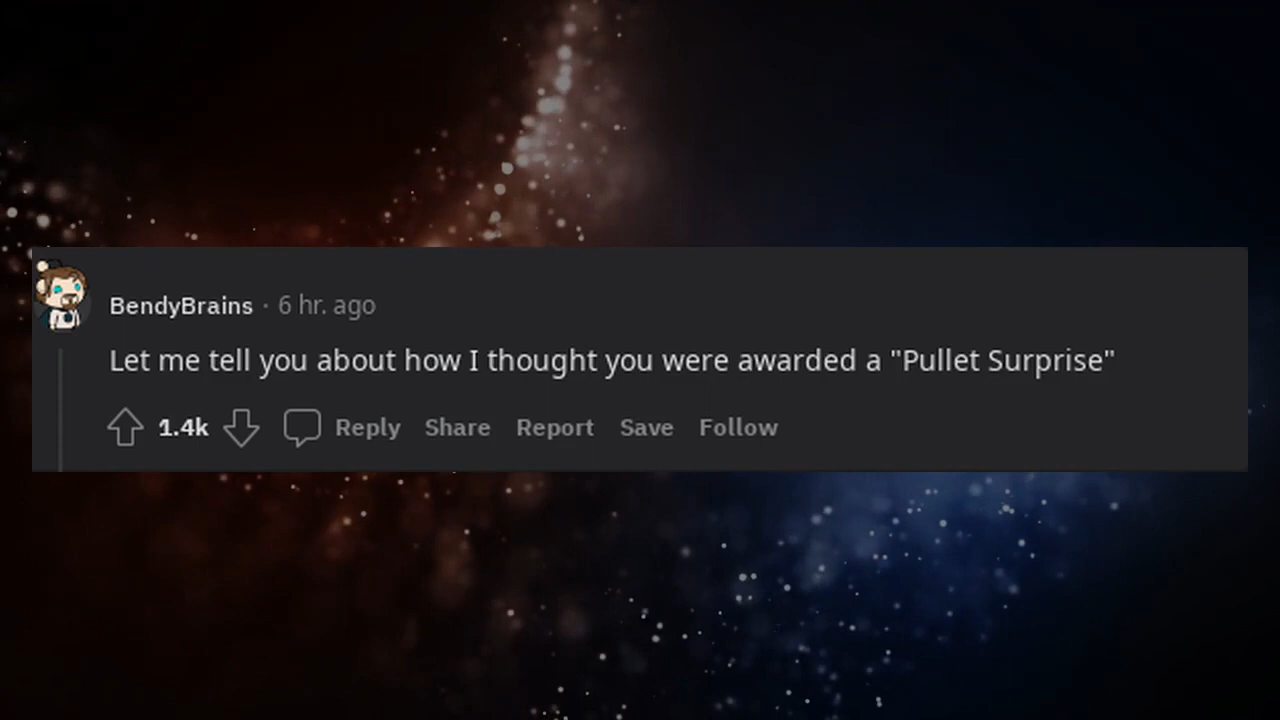 BendyBrains · 6 hr. ago
Let me tell you about how I thought you were awarded a "Pullet Surprise"
1.4k Reply Share Report Save Follow